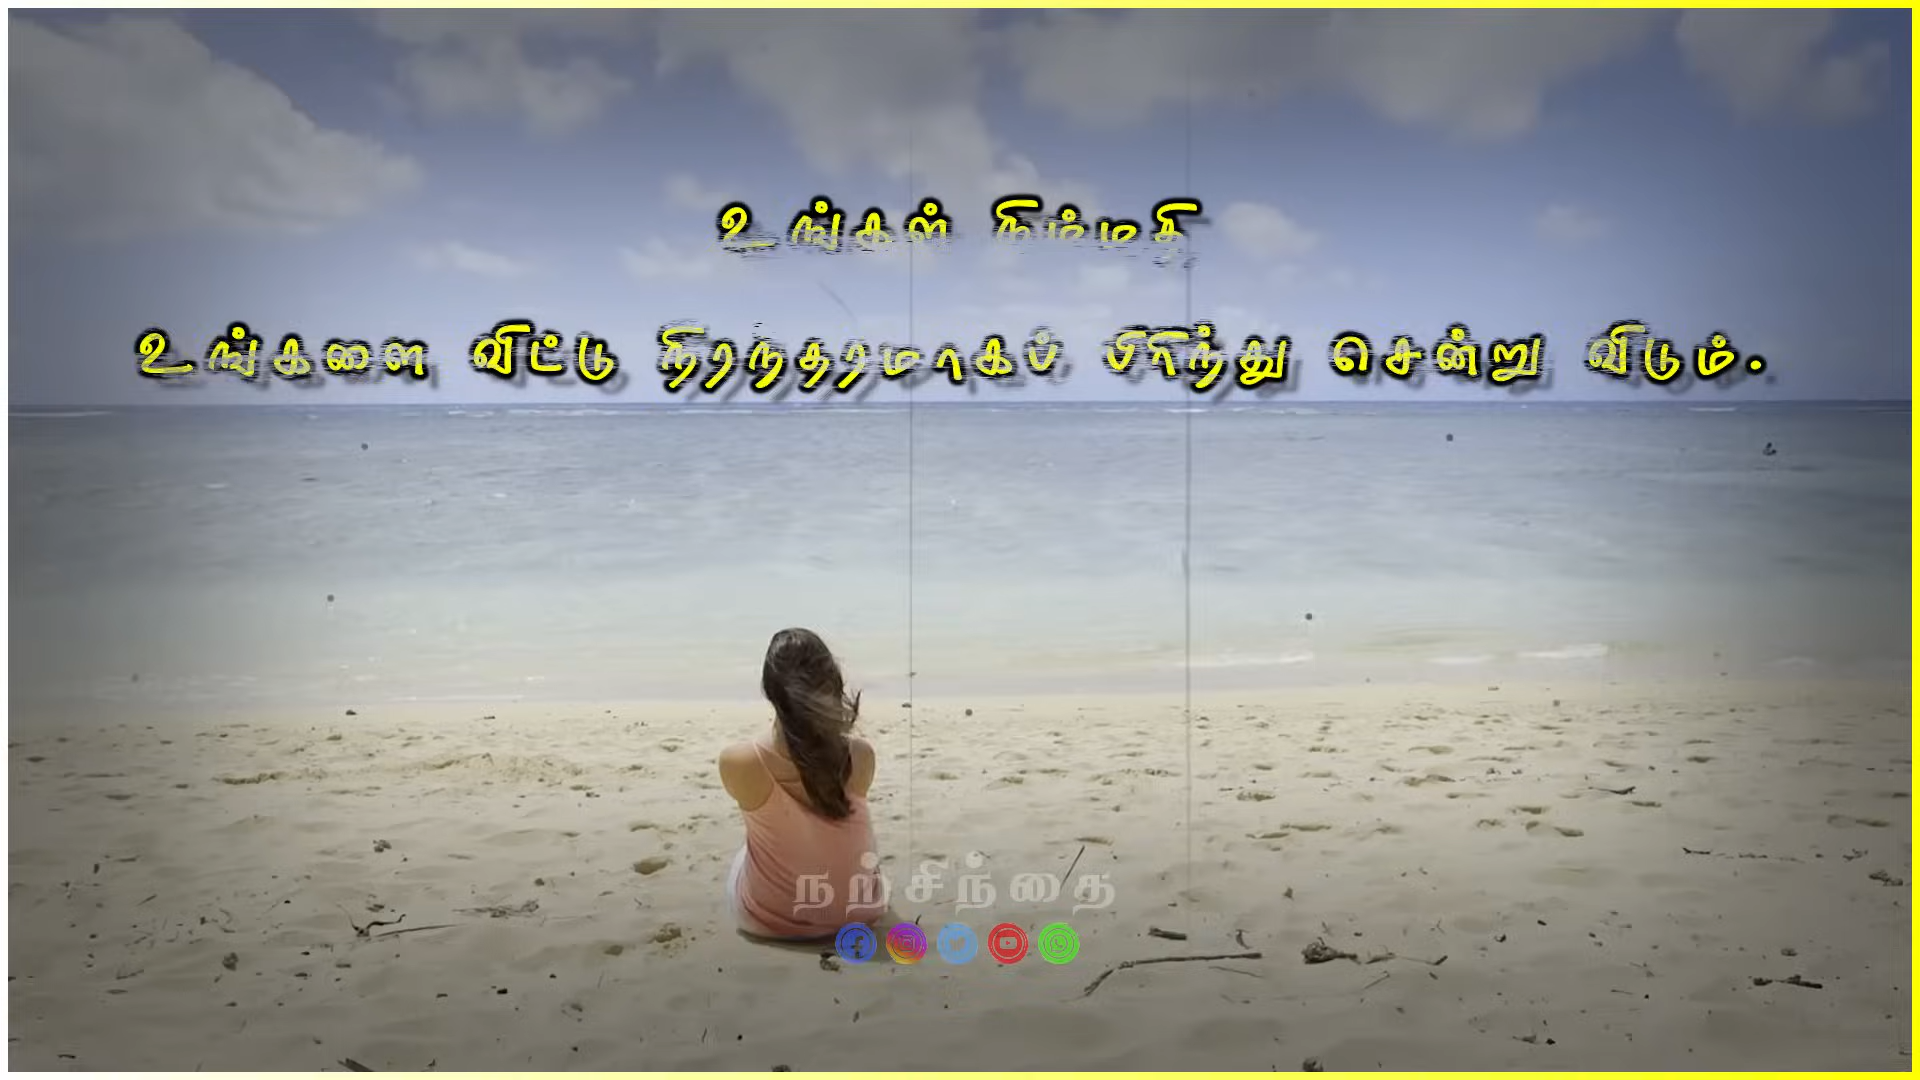 உங்கள் நிம்மதி
உங்களை விட்டு நிரந்தரமாகப் பிரிந்து சென்று விடும்.
நற்சிந்தை